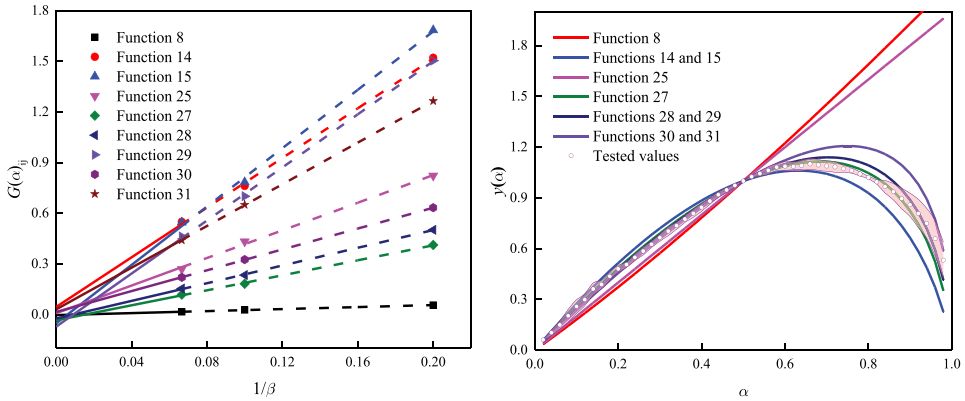 1.8
1.5
1.2
0.9
0.6
0.3
0.0
G(α)ij
Function 8
Function 14
Function 15
Function 25
Function 27
Function 28
Function 29
Function 30
Function 31
0.00
0.04
0.08
0.12
0.16
0.20
1/β
1.8
1.5
1.2
0.9
0.6
0.3
0.0
y(α)
Function 8
Functions 14 and 15
Function 25
Function 27
Functions 28 and 29
Functions 30 and 31
Tested values
0.0
0.2
0.4
0.6
0.8
1.0
α